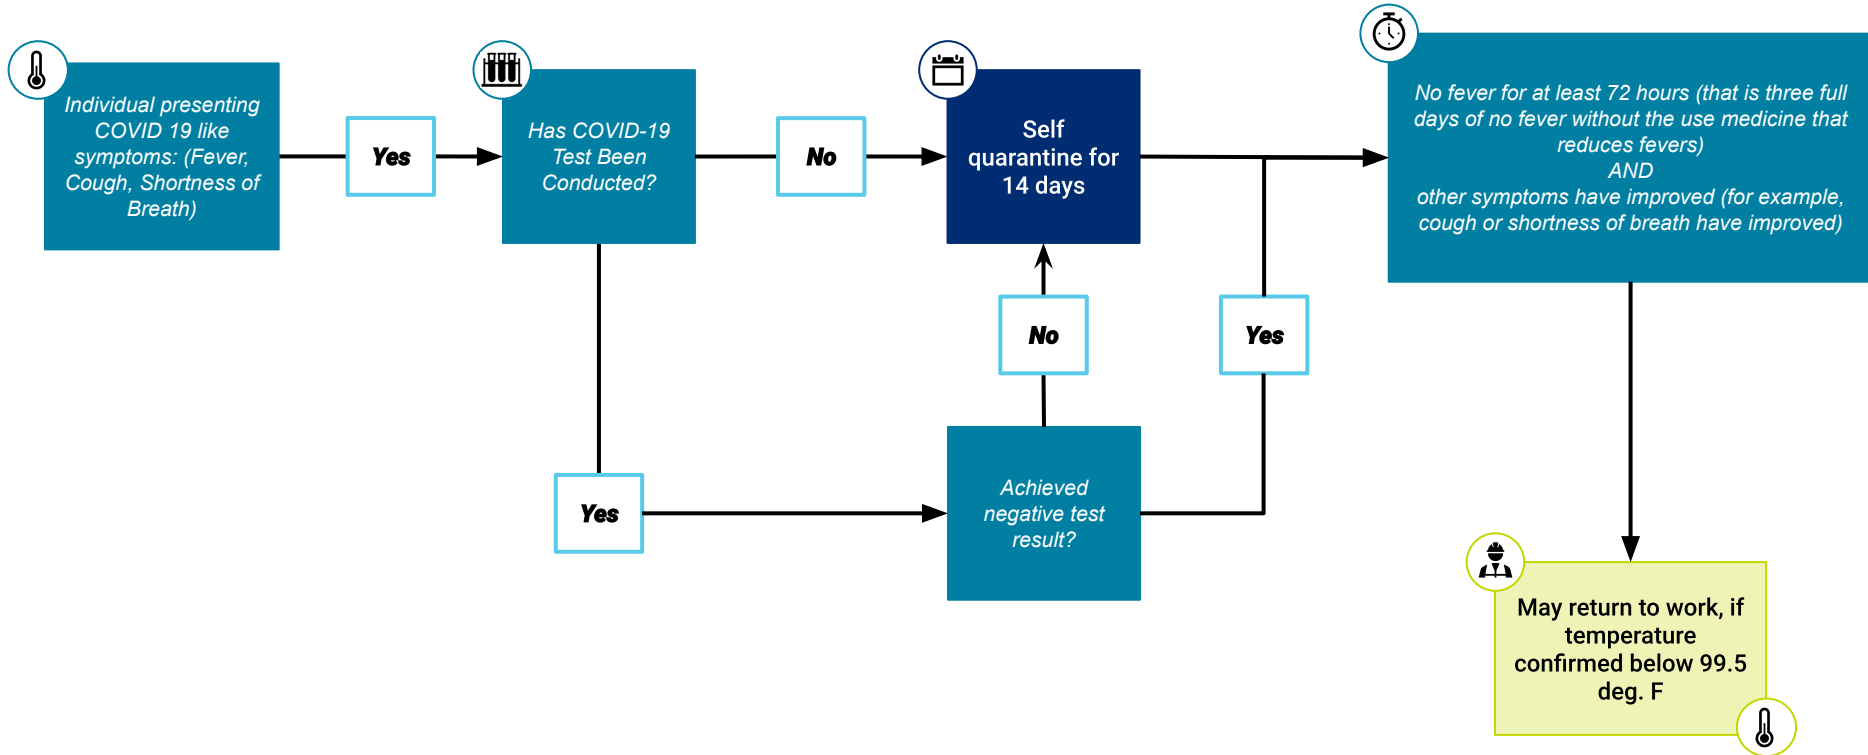 Individual presenting
COVID 19 like
symptoms: (Fever,
Cough, Shortness of
Breath)
Yes
Has COVID-19
Test Been
Conducted?
No
Self
quarantine for
14 days
No fever for at least 72 hours (that is three full
days of no fever without the use medicine that
reduces fevers)
AND
other symptoms have improved (for example,
cough or shortness of breath have improved)
No
Yes
Yes
Achieved
negative test
result?
May return to work, if
temperature
confirmed below 99.5
deg. F